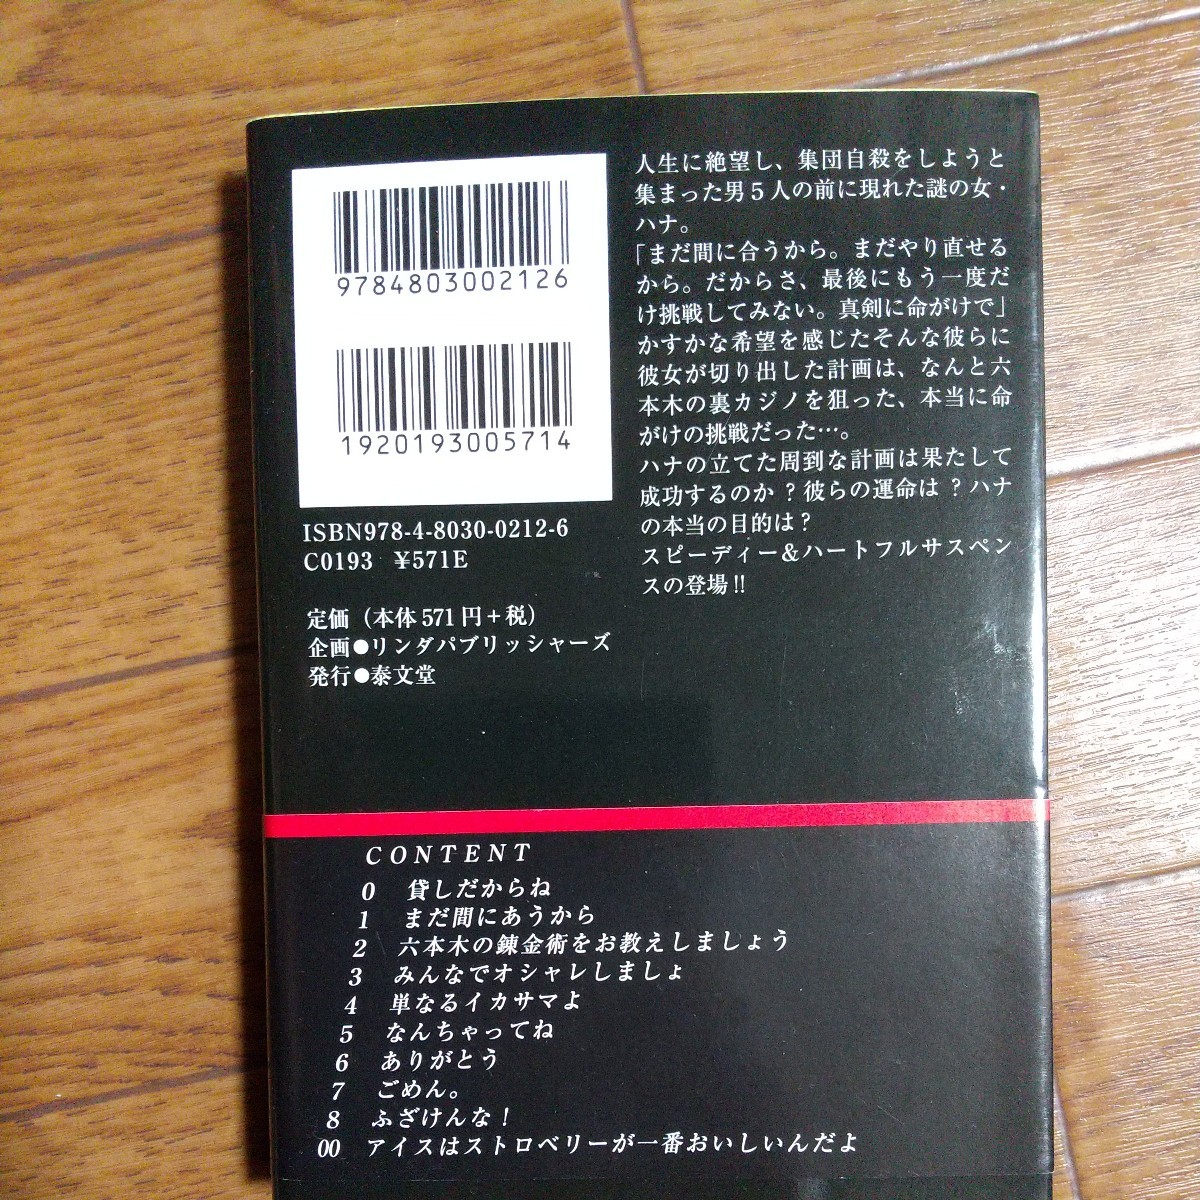 9784803002126
1920193005714
ISBN978-4-8030-0212-6
C0193 ¥571E
定価（本体571円＋税）
企画●リンダパブリッシャーズ
発行●泰文堂
人生に絶望し、集団自殺をしようと
集まった男5人の前に現れた謎の女・
ハナ。
「まだ間に合うから。まだやり直せる
から。だからさ、最後にもう一度だ
け挑戦してみない。真剣に命がけで」
かすかな希望を感じたそんな彼らに
彼女が切り出した計画は、なんと六
本木の裏カジノを狙った、本当に命
がけの挑戦だった…。
ハナの立てた周到な計画は果たして
成功するのか？彼らの運命は？ハナ
の本当の目的は？
スピーディー＆ハートフルサスペン
スの登場!!
CONTENT
0 貸しだからね
1 まだ間にあうから
2 六本木の錬金術をお教えしましょう
3 みんなでオシャレしましょ
4 単なるイカサマよ
5 なんちゃってね
6 ありがとう
7 ごめん。
8 ふざけんな！
00 アイスはストロベリーが一番おいしいんだよ